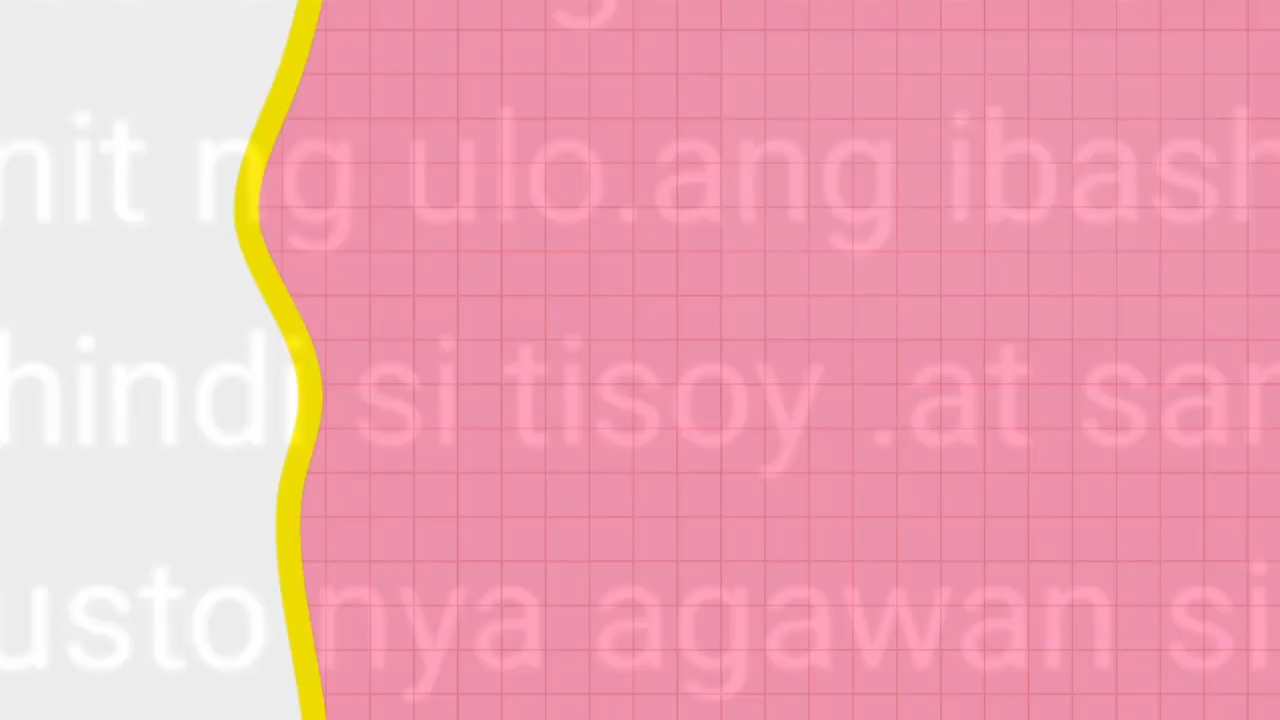 nit ng ulo.ang ibash
hindi si tisoy .at san
usto nya agawan si